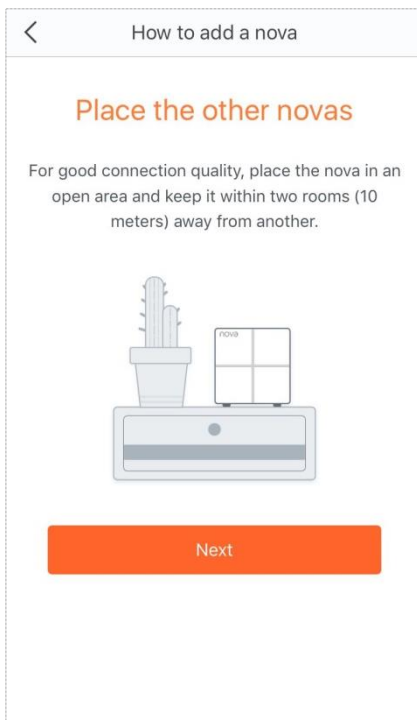 How to add a nova
Place the other novas
For good connection quality, place the nova in an
open area and keep it within two rooms (10
meters) away from another.
nova
Next